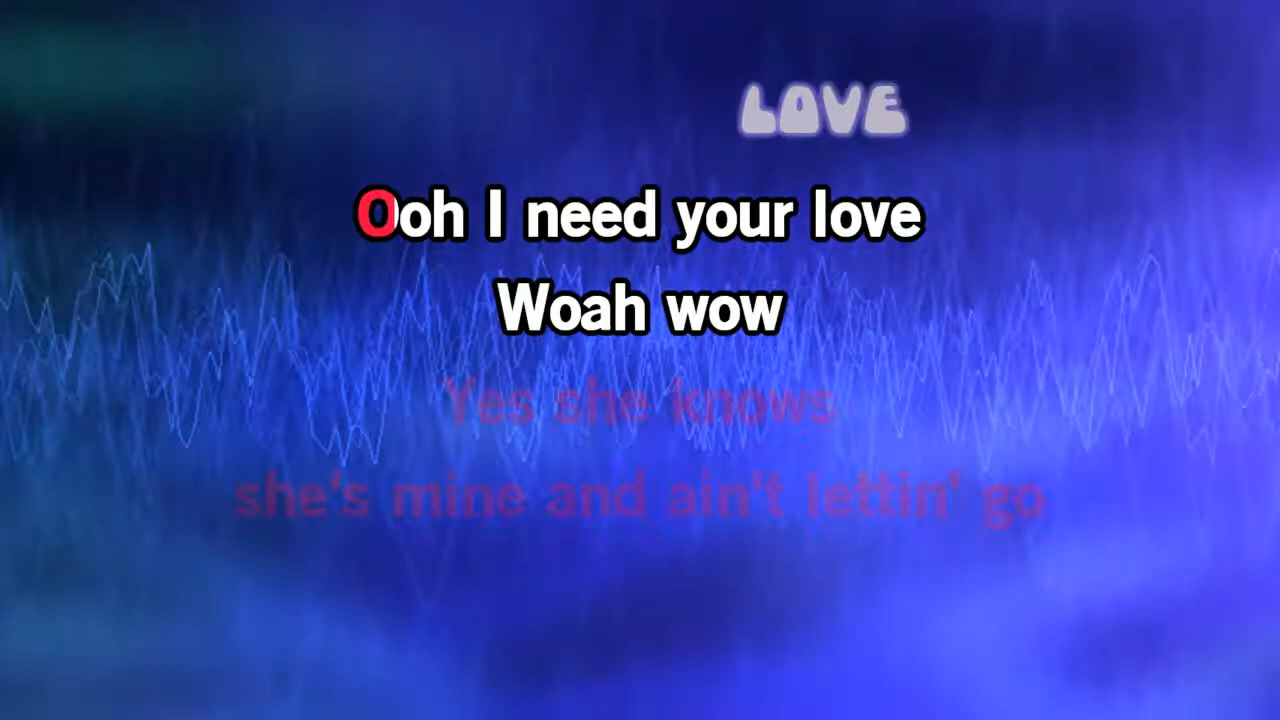 LOVE
Ooh I need your love
Woah wow
Yes she knows
she's mine and ain't lettin' go